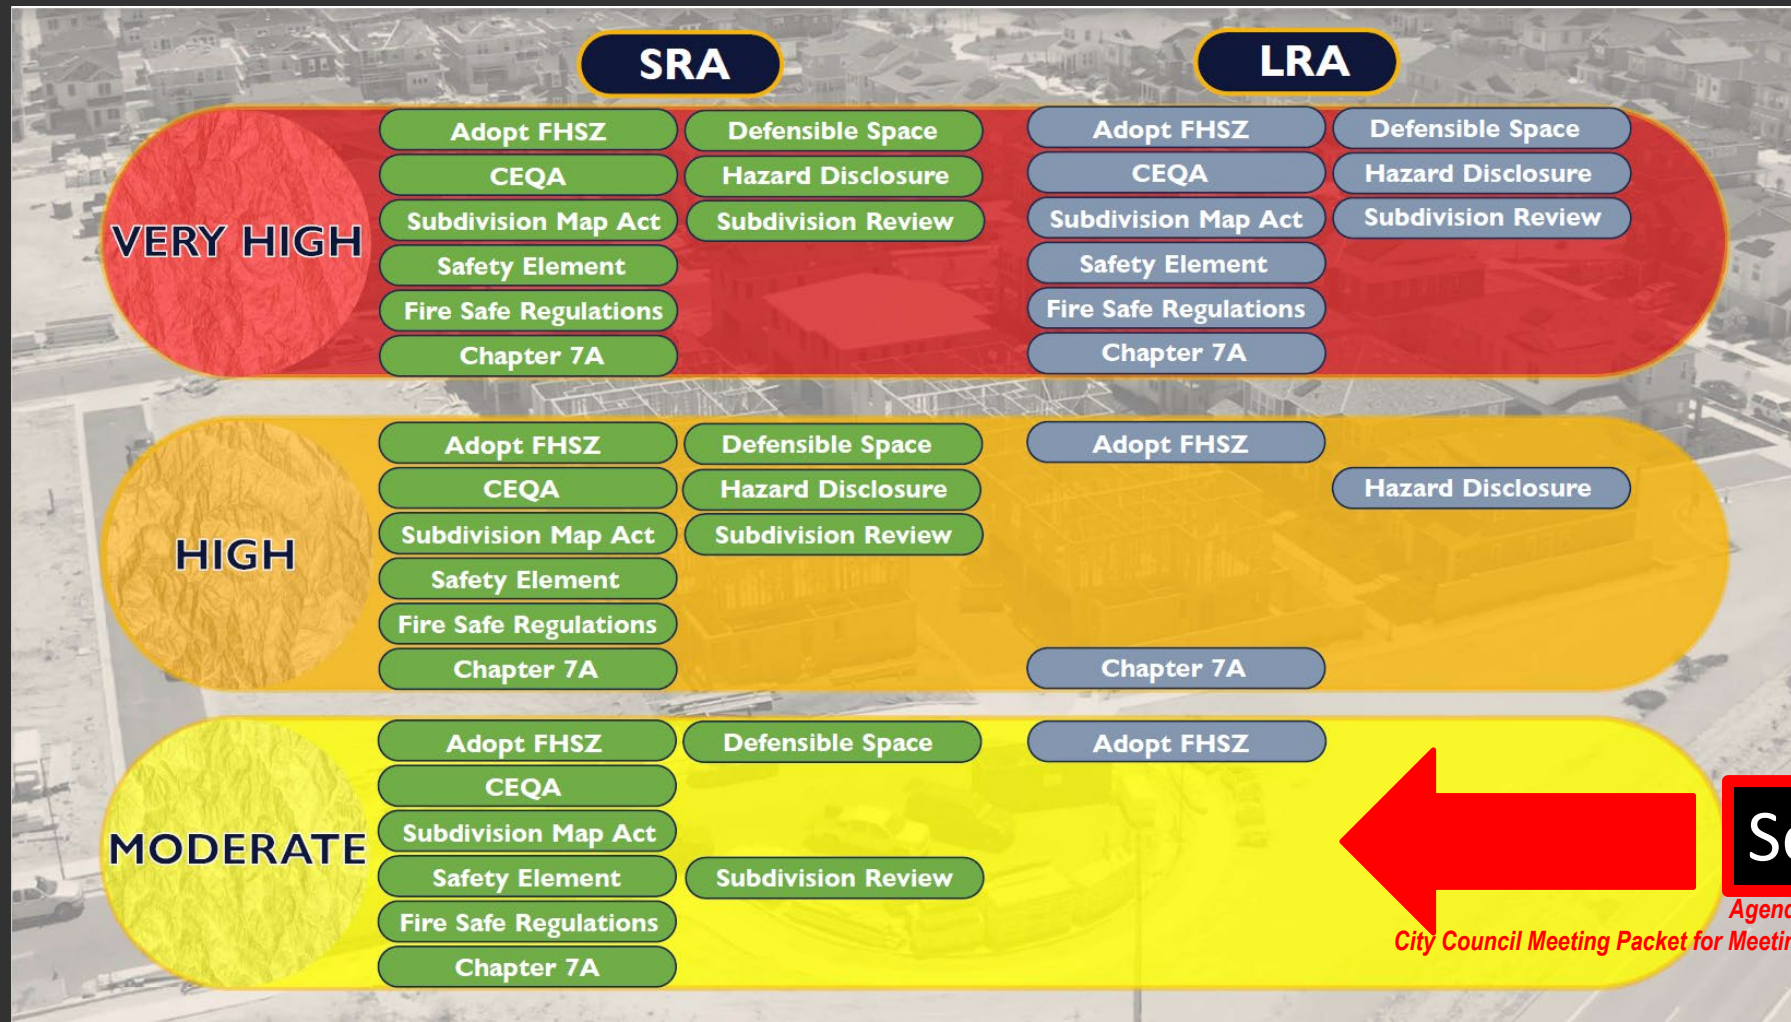 SRA
LRA
VERY HIGH
Adopt FHSZ
Defensible Space
CEQA
Hazard Disclosure
Subdivision Map Act
Subdivision Review
Safety Element
Fire Safe Regulations
Chapter 7A
Adopt FHSZ
Defensible Space
CEQA
Hazard Disclosure
Subdivision Map Act
Subdivision Review
Safety Element
Fire Safe Regulations
Chapter 7A
HIGH
Adopt FHSZ
Defensible Space
CEQA
Hazard Disclosure
Subdivision Map Act
Subdivision Review
Safety Element
Fire Safe Regulations
Chapter 7A
Adopt FHSZ
Hazard Disclosure
Chapter 7A
MODERATE
Adopt FHSZ
Defensible Space
CEQA
Subdivision Map Act
Safety Element
Subdivision Review
Fire Safe Regulations
Chapter 7A
Adopt FHSZ
City Council Meeting Packet for